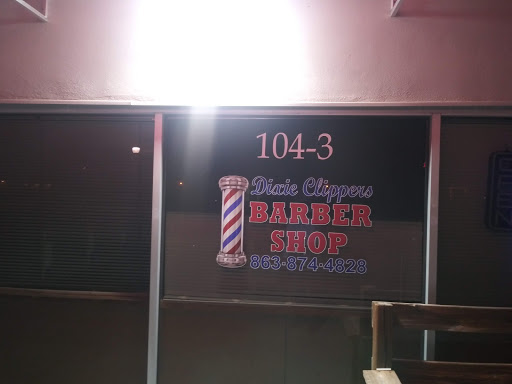 104-3
Dixie Clippers
BARBER
SHOP
863-874-4828